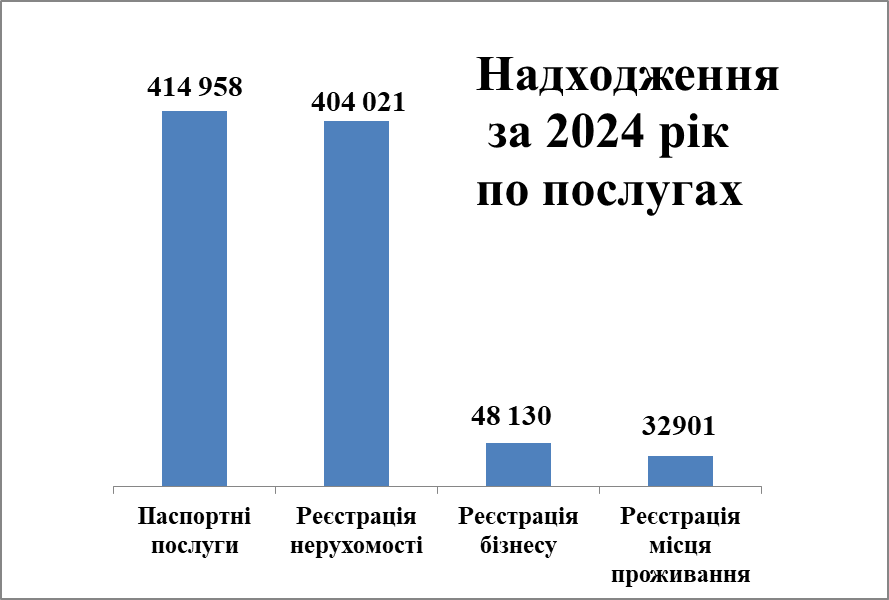 Надходження
за 2024 рік
по послугах
414 958
404 021
48 130
32901
Паспортні
послуги
Реєстрація
нерухомості
Реєстрація
бізнесу
Реєстрація
місця
проживання